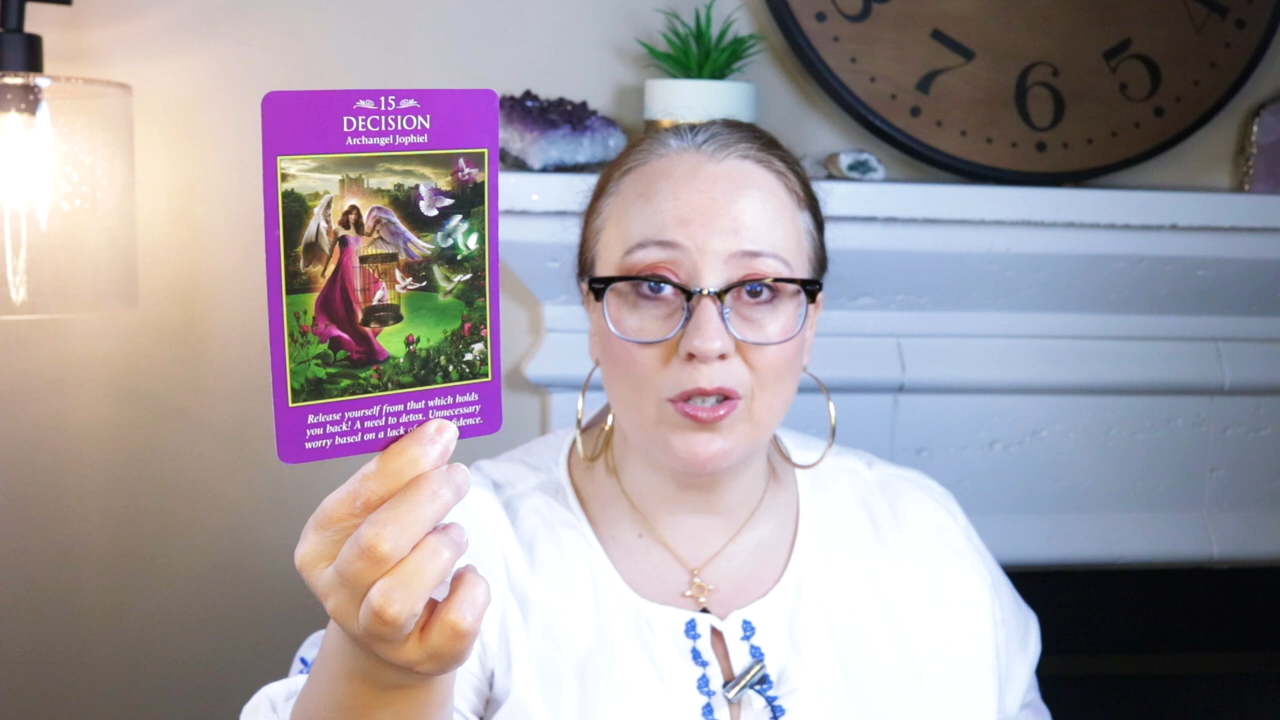 15
DECISION
Archangel Jophiel
Release yourself from that which holds
you back! A need to detox. Unnecessary
worry based on a lack
7 6 5